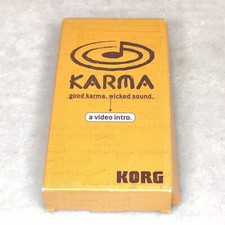 KARMA
good karma. wicked sound.
a video intro.
KORG